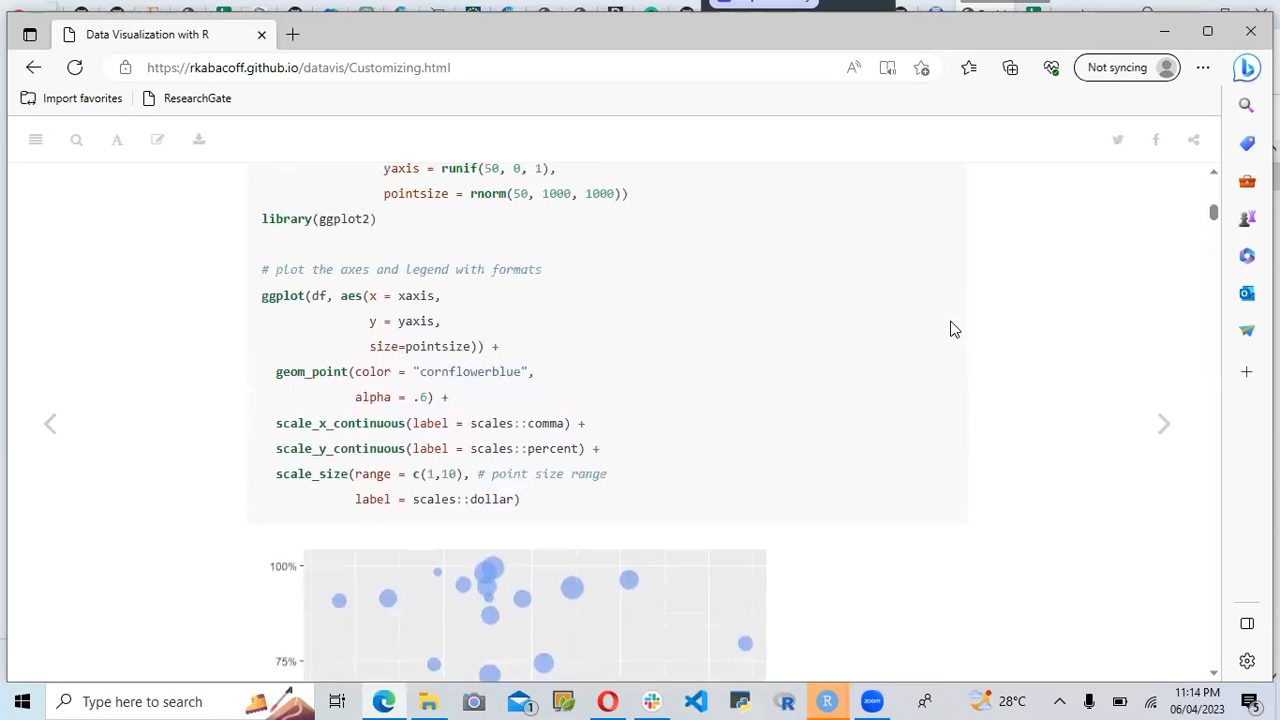 Data Visualization with R
https://rkabacoff.github.io/datavis/Customizing.html
Not syncing
Import favorites
ResearchGate
yaxis = runif(50, 0, 1),
pointsize = rnorm(50, 1000, 1000))
library(ggplot2)
# plot the axes and legend with formats
ggplot(df, aes(x = xaxis,
y = yaxis,
size=pointsize)) +
geom_point(color = "cornflowerblue",
alpha = .6) +
scale_x_continuous(label = scales::comma) +
scale_y_continuous(label = scales::percent) +
scale_size(range = c(1,10), # point size range
label = scales::dollar)
100%
75%
Type here to search
1
zoom
28°C
11:14 PM
06/04/2023
5